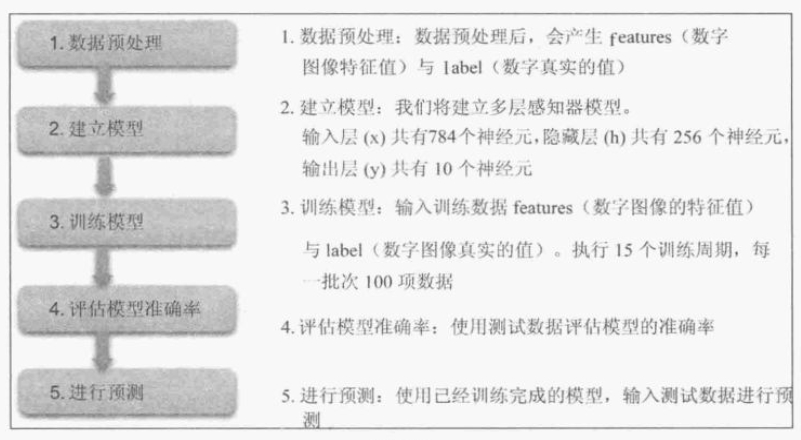 1. 数据预处理
2. 建立模型
3. 训练模型
4. 评估模型准确率
5. 进行预测
1. 数据预处理：数据预处理后，会产生 features（数字
图像特征值）与 label（数字真实的值）
2. 建立模型：我们将建立多层感知器模型。
输入层 (x) 共有784个神经元，隐藏层 (h) 共有 256 个神经元，
输出层 (y) 共有 10 个神经元
3. 训练模型：输入训练数据 features（数字图像的特征值）
与 label（数字图像真实的值）。执行 15 个训练周期，每
一批次 100 项数据
4. 评估模型准确率：使用测试数据评估模型的准确率
5. 进行预测：使用已经训练完成的模型，输入测试数据进行预
测